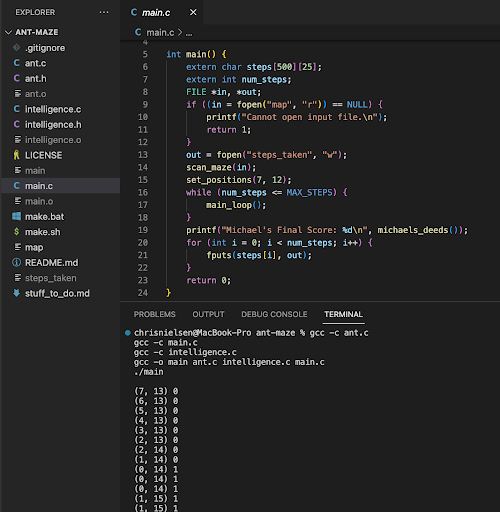 EXPLORER ...
ANT-MAZE
.gitignore
C ant.c
C ant.h
ant.o
C intelligence.c
C intelligence.h
intelligence.o
LICENSE
main
C main.c
main.o
make.bat
$ make.sh
map
README.md
steps_taken
stuff_to_do.md
C main.c ×
C main.c > ...
4
5 int main() {
6 extern char steps[500][25];
7 extern int num_steps;
8 FILE *in, *out;
9 if ((in = fopen("map", "r")) == NULL) {
10 printf("Cannot open input file.\n");
11 return 1;
12 }
13 out = fopen("steps_taken", "w");
14 scan_maze(in);
15 set_positions(7, 12);
16 while (num_steps <= MAX_STEPS) {
17 main_loop();
18 }
19 printf("Michael's Final Score: %d\n", michaels_deeds());
20 for (int i = 0; i < num_steps; i++) {
21 fputs(steps[i], out);
22 }
23 return 0;
24 }
PROBLEMS OUTPUT DEBUG CONSOLE TERMINAL
chrisnielsen@MacBook-Pro ant-maze % gcc -c ant.c
gcc -c main.c
gcc -c intelligence.c
gcc -o main ant.c intelligence.c main.c
./main
(7, 13) 0
(6, 13) 0
(5, 13) 0
(4, 13) 0
(3, 13) 0
(2, 13) 0
(2, 14) 0
(1, 14) 0
(0, 14) 1
(0, 14) 1
(0, 14) 1
(1, 15) 1
(1, 15) 1